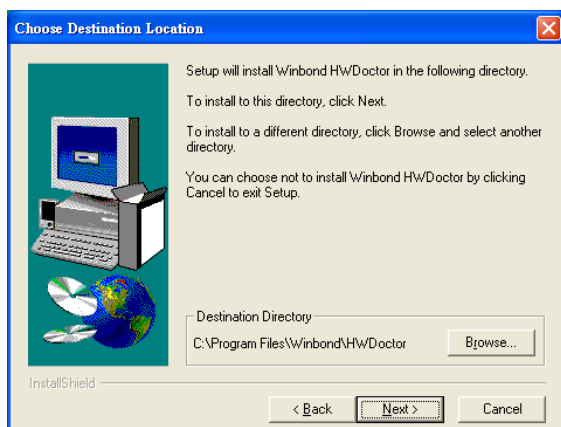 Choose Destination Location
Setup will install Winbond HWDoctor in the following directory.
To install to this directory, click Next.
To install to a different directory, click Browse and select another
directory.
You can choose not to install Winbond HWDoctor by clicking
Cancel to exit Setup.
Destination Directory
C:\Program Files\Winbond\HWDoctor
Browse...
InstallShield
< Back
Next >
Cancel